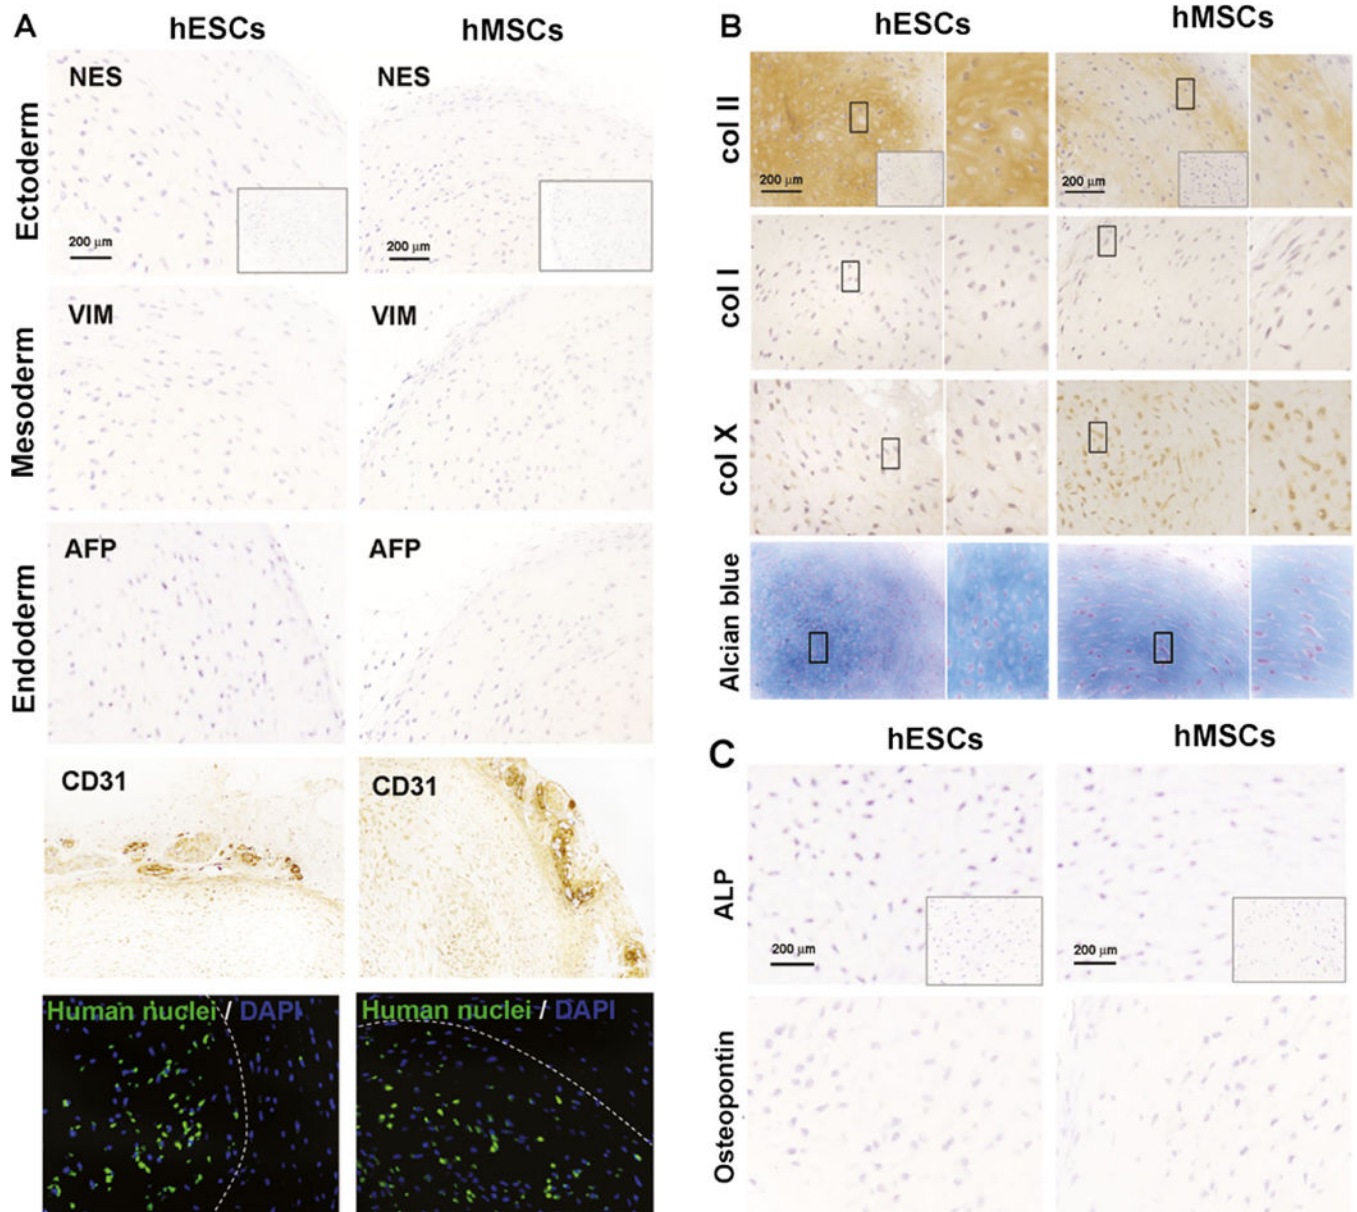 A
hESCs
hMSCs
Ectoderm
NES
NES
200 μm
200 μm
Mesoderm
VIM
VIM
Endoderm
AFP
AFP
CD31
CD31
Human nuclei / DAPI
Human nuclei / DAPI
B
hESCs
hMSCs
col II
200 μm
200 μm
col I
col X
Alcian blue
C
hESCs
hMSCs
ALP
200 μm
200 μm
Osteopontin